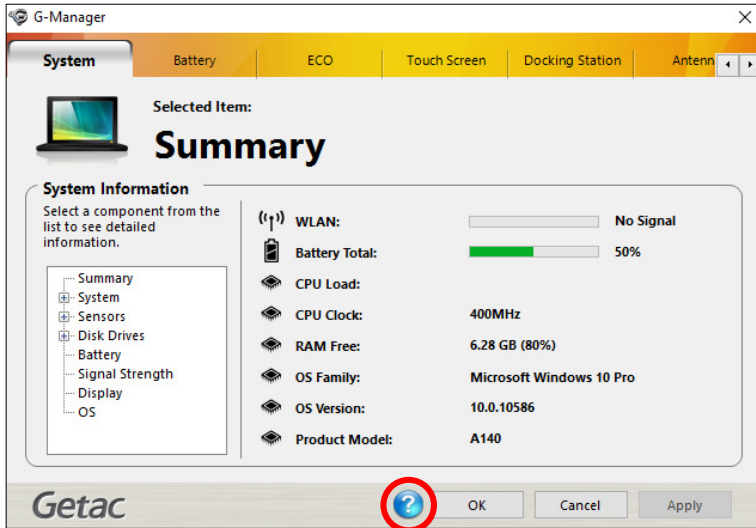 G-Manager
System Battery ECO Touch Screen Docking Station Antenn
Selected Item:
Summary
System Information
Select a component from the
list to see detailed
information.
Summary
System
Sensors
Disk Drives
Battery
Signal Strength
Display
OS
WLAN: No Signal
Battery Total: 50%
CPU Load:
CPU Clock: 400MHz
RAM Free: 6.28 GB (80%)
OS Family: Microsoft Windows 10 Pro
OS Version: 10.0.10586
Product Model: A140
Getac ? OK Cancel Apply